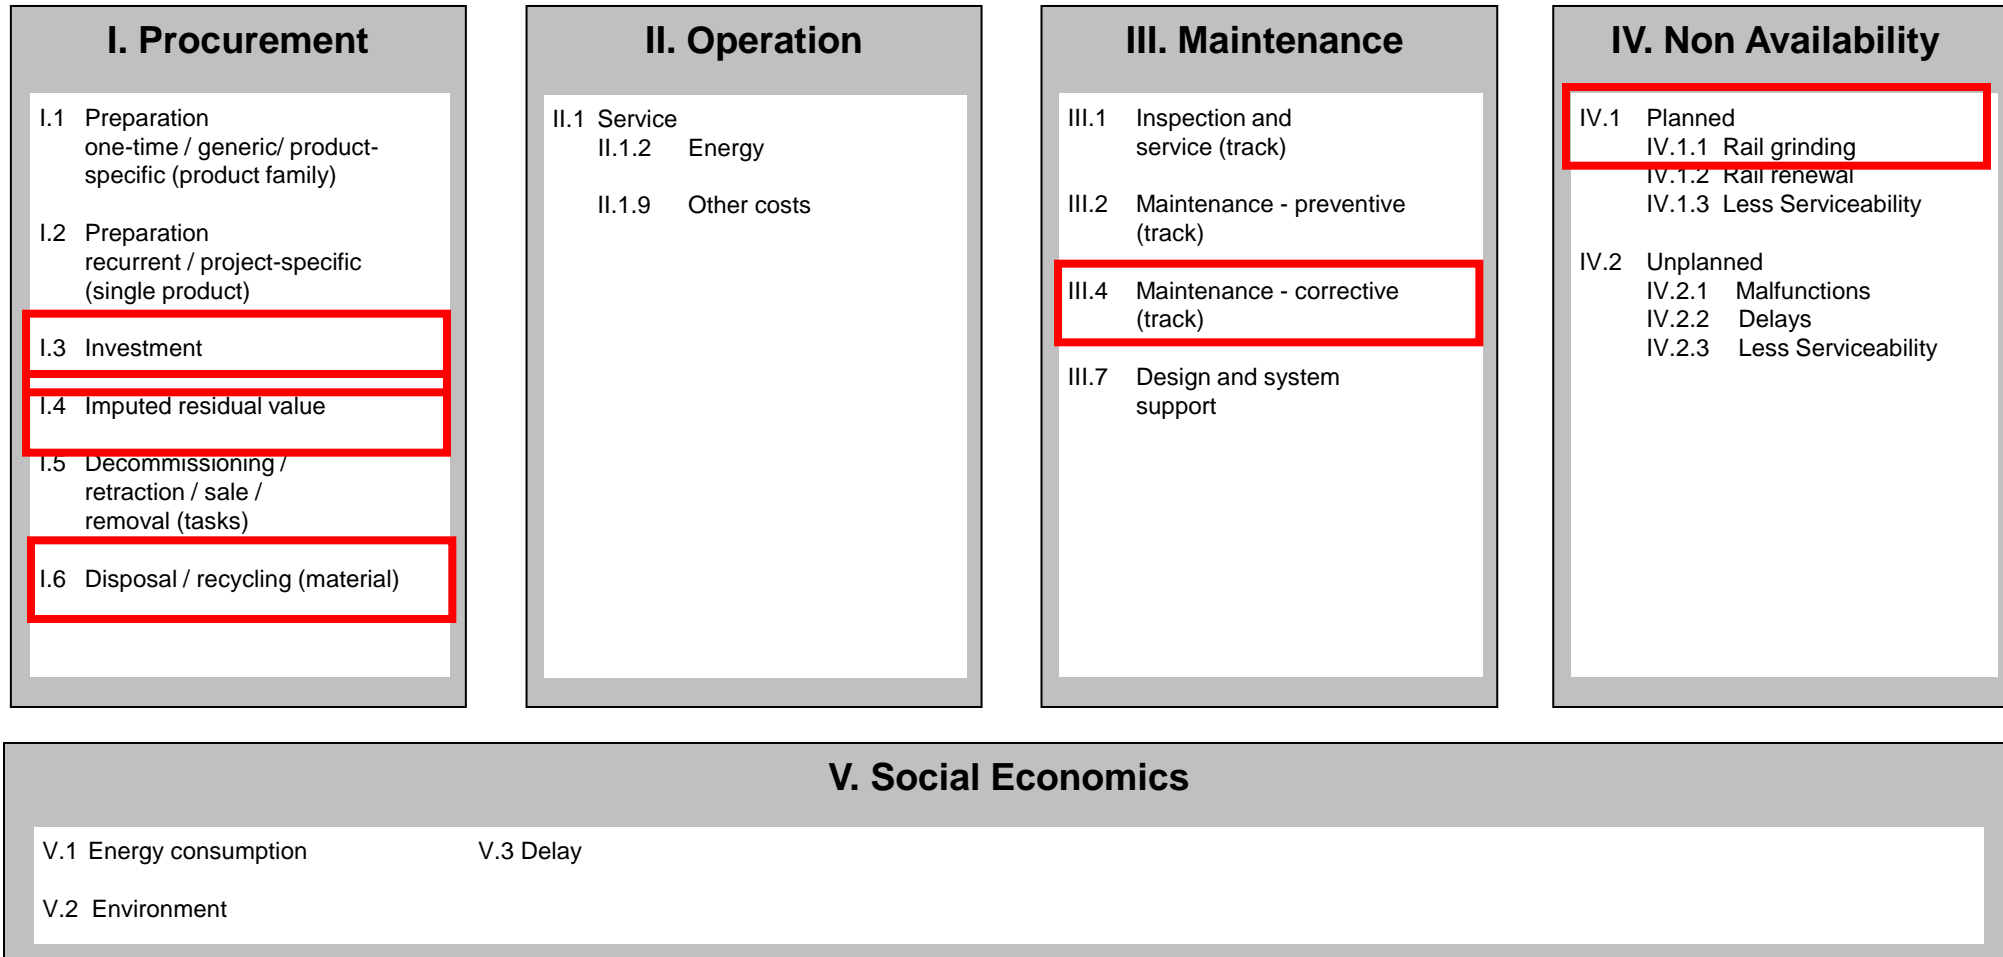 I. Procurement
I.1 Preparation
one-time / generic/ product-
specific (product family)
I.2 Preparation
recurrent / project-specific
(single product)
I.3 Investment
I.4 Imputed residual value
I.5 Decommissioning /
retraction / sale /
removal (tasks)
I.6 Disposal / recycling (material)
II. Operation
II.1 Service
II.1.2 Energy
II.1.9 Other costs
III. Maintenance
III.1 Inspection and
service (track)
III.2 Maintenance - preventive
(track)
III.4 Maintenance - corrective
(track)
III.7 Design and system
support
IV. Non Availability
IV.1 Planned
IV.1.1 Rail grinding
IV.1.2 Rail renewal
IV.1.3 Less Serviceability
IV.2 Unplanned
IV.2.1 Malfunctions
IV.2.2 Delays
IV.2.3 Less Serviceability
V. Social Economics
V.1 Energy consumption
V.2 Environment
V.3 Delay